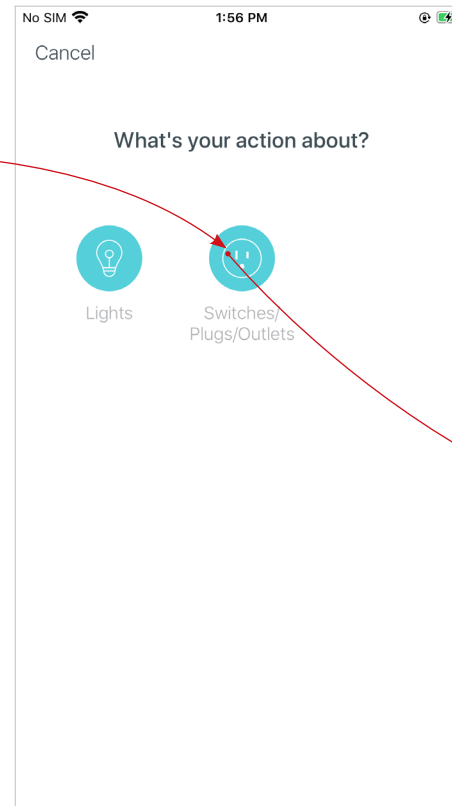 No SIM 1:56 PM
Cancel
What's your action about?
Lights
Switches/
Plugs/Outlets